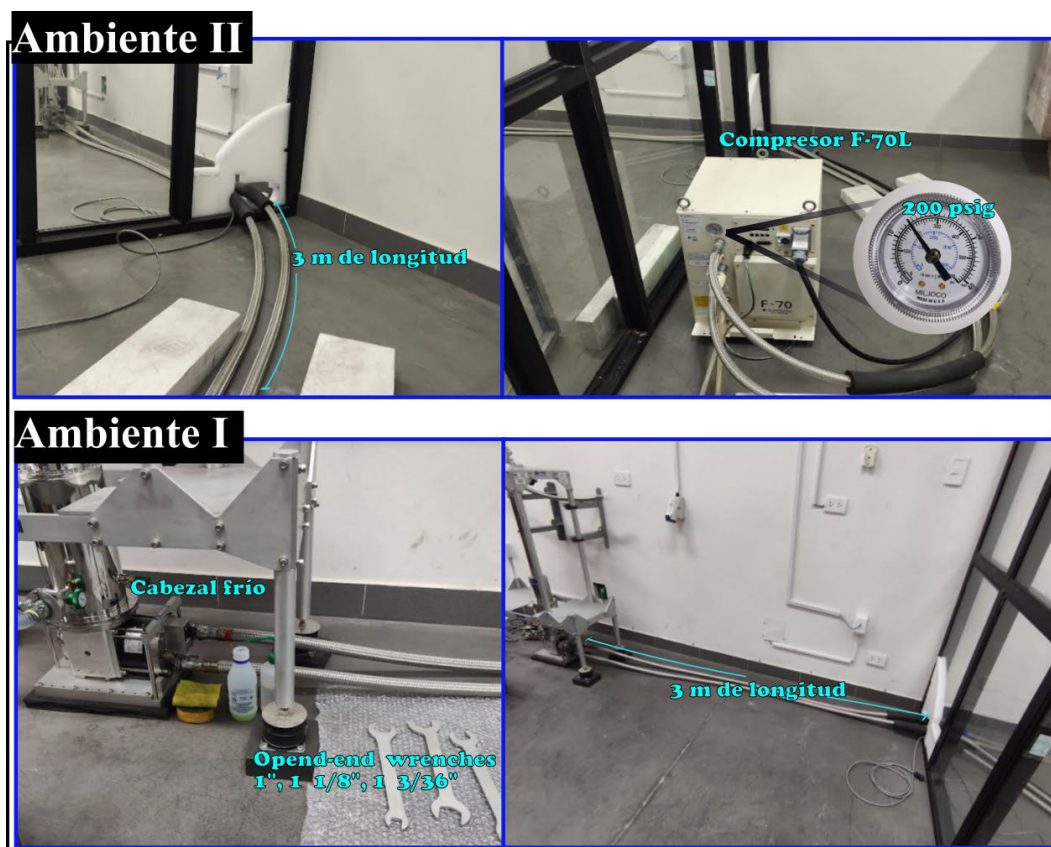 Ambiente II
3 m de longitud
Compresor F-70L
200 psig
MILJOCO
F-70
Ambiente I
Cabezal frío
Opend-end wrenches
1", 1 1/8", 1 3/36"
3 m de longitud